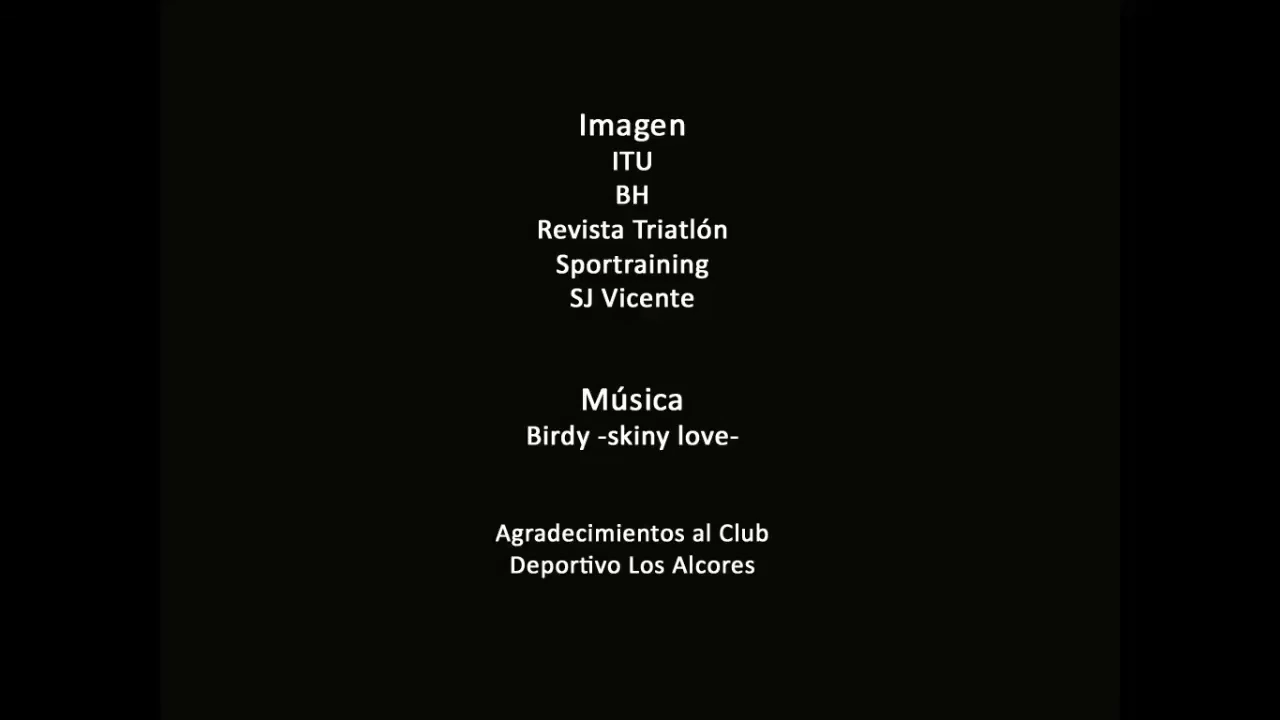 Imagen
ITU
BH
Revista Triatlón
Sportraining
SJ Vicente
Música
Birdy -skiny love-
Agradecimientos al Club
Deportivo Los Alcores